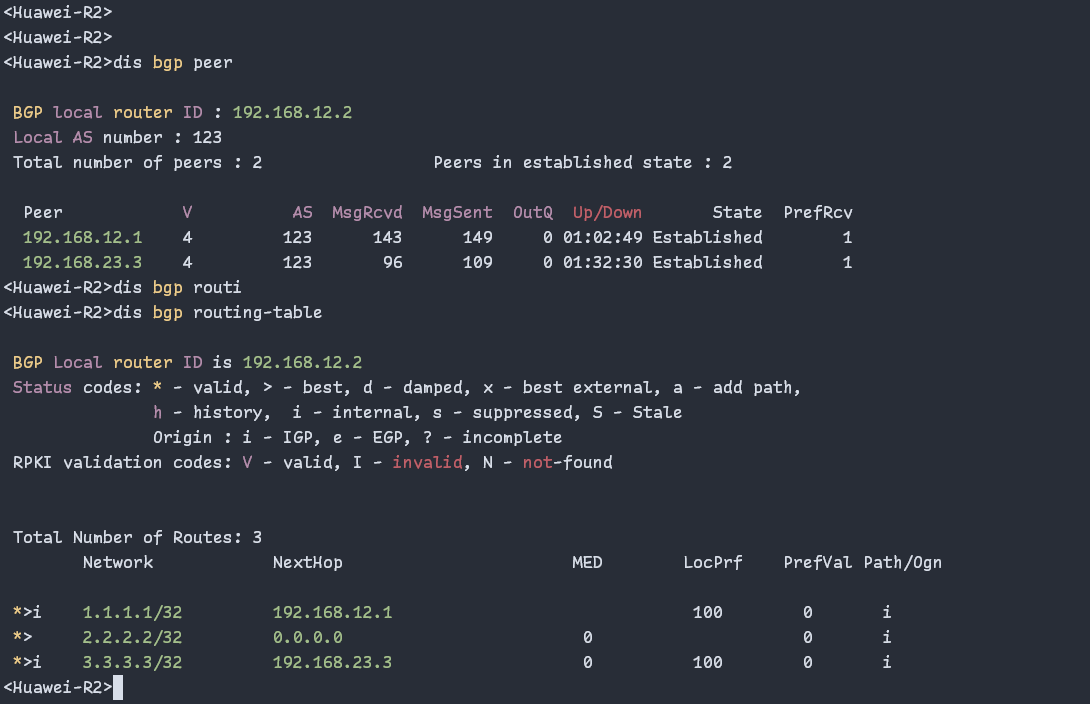 <Huawei-R2>
<Huawei-R2>
<Huawei-R2>dis bgp peer
BGP local router ID : 192.168.12.2
Local AS number : 123
Total number of peers : 2                 Peers in established state : 2
Peer            V          AS  MsgRcvd  MsgSent  OutQ  Up/Down       State  PrefRcv
192.168.12.1    4         123      143      149     0 01:02:49 Established        1
192.168.23.3    4         123       96      109     0 01:32:30 Established        1
<Huawei-R2>dis bgp routi
<Huawei-R2>dis bgp routing-table
BGP Local router ID is 192.168.12.2
Status codes: * - valid, > - best, d - damped, x - best external, a - add path,
h - history,  i - internal, s - suppressed, S - Stale
Origin : i - IGP, e - EGP, ? - incomplete
RPKI validation codes: V - valid, I - invalid, N - not-found
Total Number of Routes: 3
Network            NextHop                       MED        LocPrf    PrefVal Path/Ogn
*>i    1.1.1.1/32         192.168.12.1                              100        0       i
*>     2.2.2.2/32         0.0.0.0                        0                     0       i
*>i    3.3.3.3/32         192.168.23.3                   0          100        0       i
<Huawei-R2>